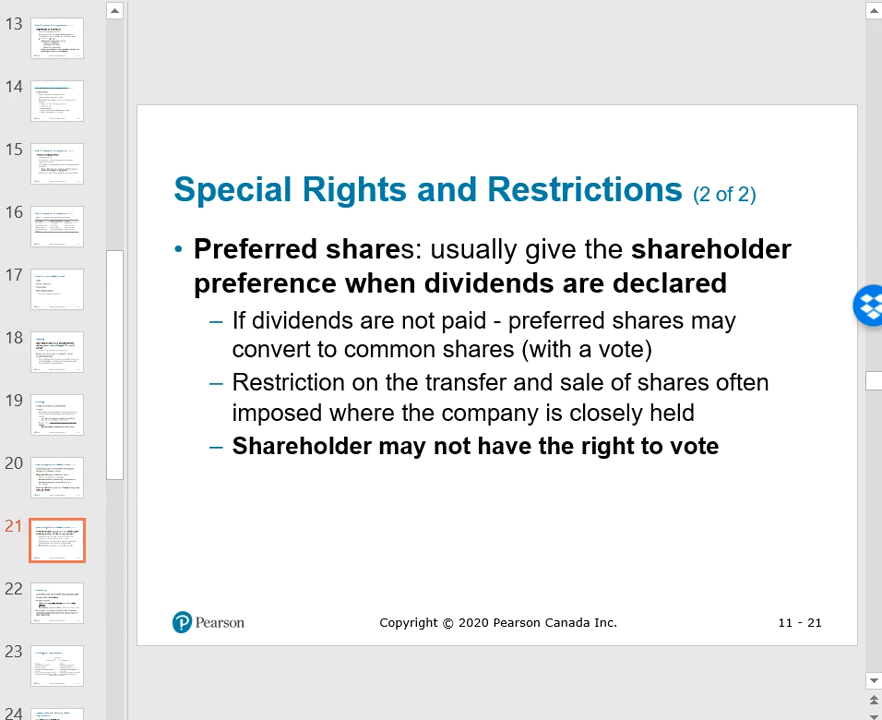 13
14
15
16
17
18
19
20
21
22
23
24
Special Rights and Restrictions (2 of 2)
• Preferred shares: usually give the shareholder
preference when dividends are declared
– If dividends are not paid - preferred shares may
convert to common shares (with a vote)
– Restriction on the transfer and sale of shares often
imposed where the company is closely held
– Shareholder may not have the right to vote
P Pearson
Copyright © 2020 Pearson Canada Inc.
11 - 21